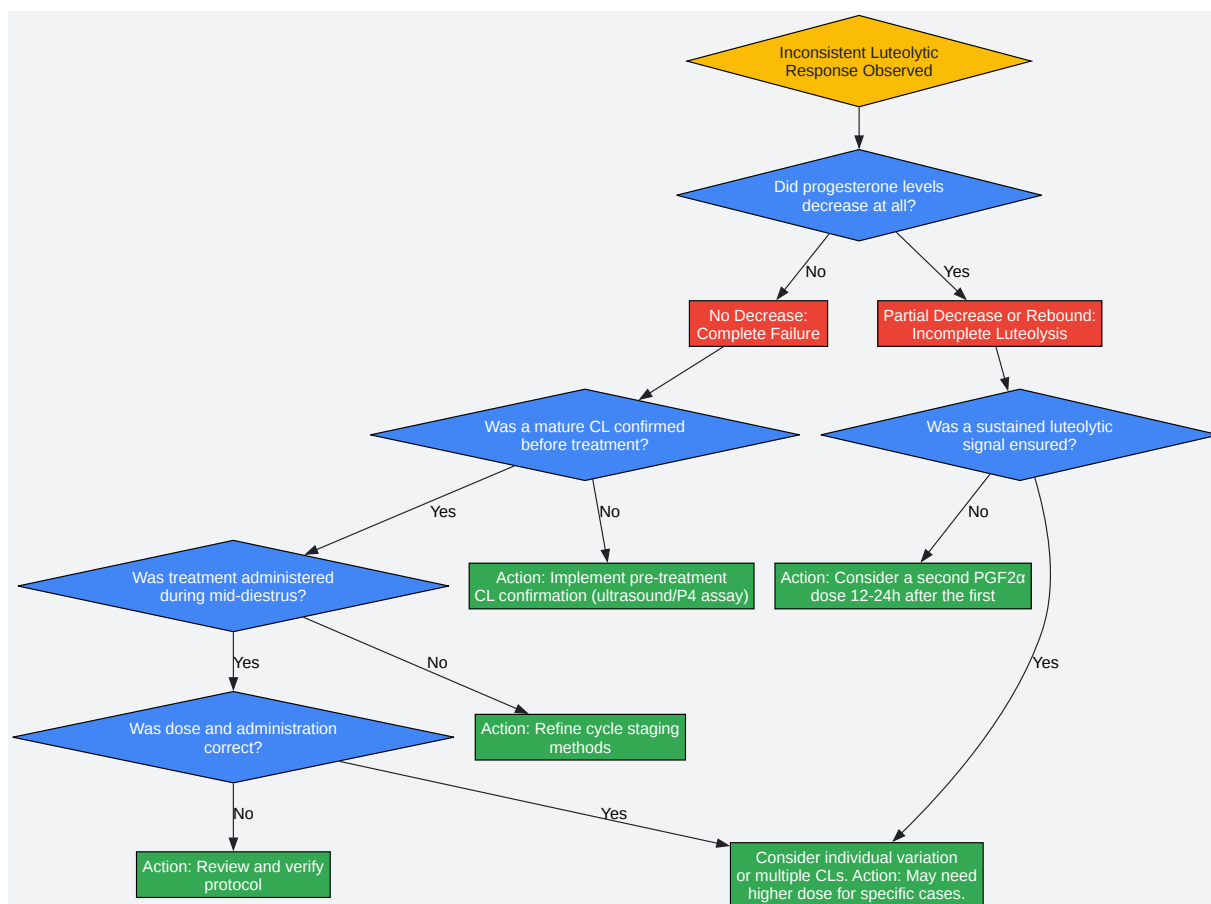 Inconsistent Luteolytic
Response Observed
Did progesterone levels
decrease at all?
No
Yes
No Decrease:
Complete Failure
Partial Decrease or Rebound:
Incomplete Luteolysis
Was a mature CL confirmed
before treatment?
Was a sustained luteolytic
signal ensured?
Yes
No
No
Was treatment administered
during mid-diestrus?
Action: Implement pre-treatment
CL confirmation (ultrasound/P4 assay)
Action: Consider a second PGF2α
dose 12-24h after the first
Yes
No
Yes
Was dose and administration
correct?
Action: Refine cycle staging
methods
No
Yes
Action: Review and verify
protocol
Consider individual variation
or multiple CLs. Action: May need
higher dose for specific cases.